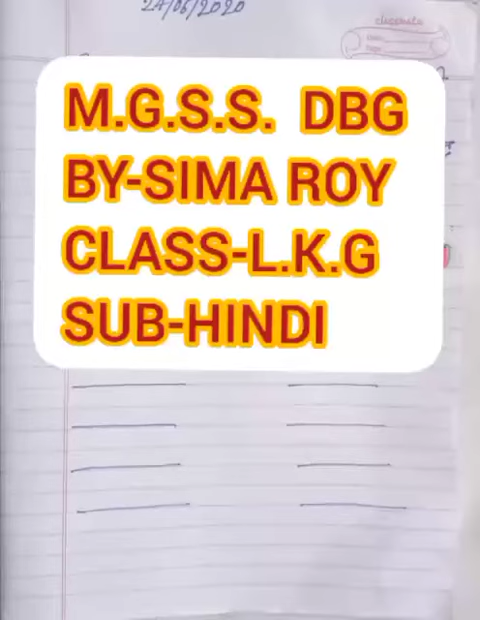 24/06/2020
classmate
M.G.S.S. DBG
BY-SIMA ROY
CLASS-L.K.G
SUB-HINDI